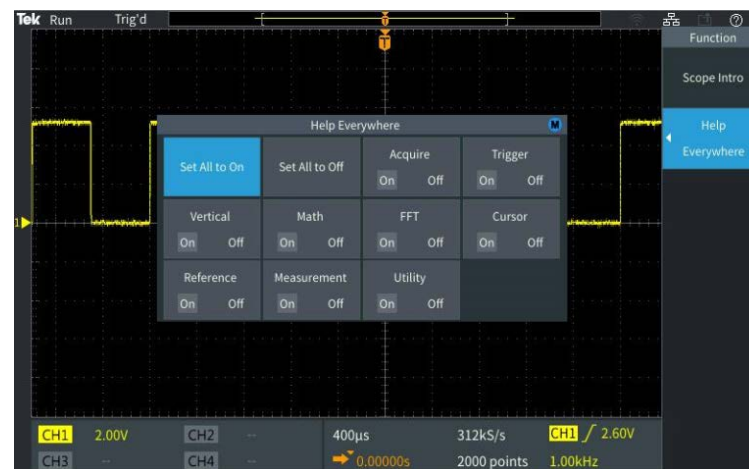 Tek Run Trig'd
T
Function
Scope Intro
Help
Everywhere
Help Everywhere M
Set All to On Set All to Off Acquire Trigger
On Off On Off
Vertical Math FFT Cursor
On Off On Off On Off On Off
Reference Measurement Utility
On Off On Off On Off
1
CH1 2.00V CH2 -- 400µs 312kS/s CH1 2.60V
CH3 -- CH4 -- 0.00000s 2000 points 1.00kHz